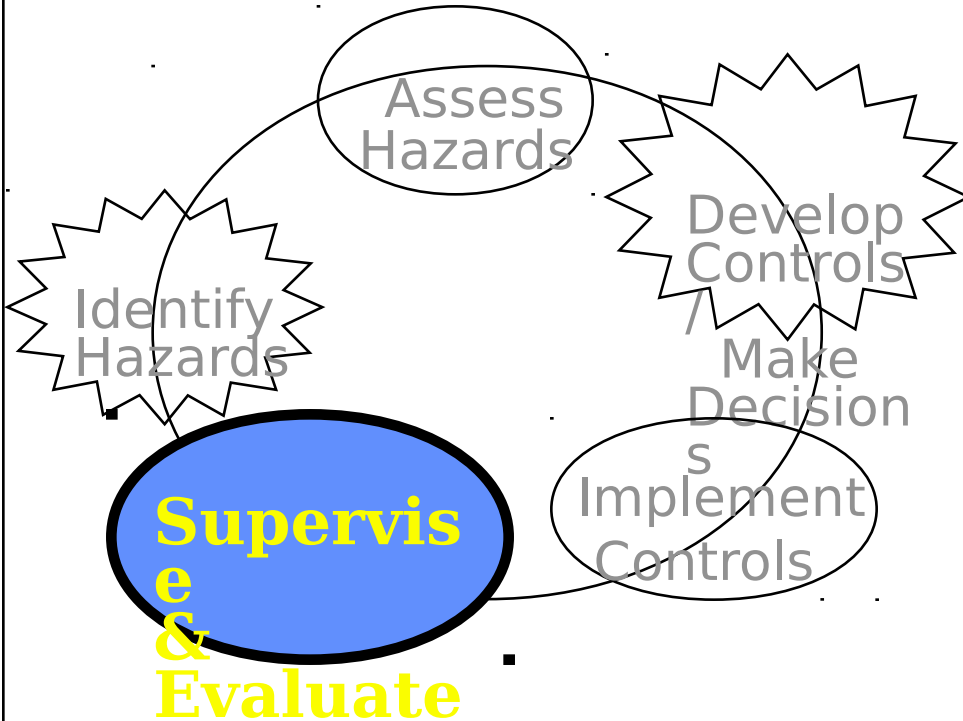 Assess
Hazards
Develop
Controls
/
Make
Decision
s
Identify
Hazards
Implement
Controls
Supervis
e
&
Evaluate